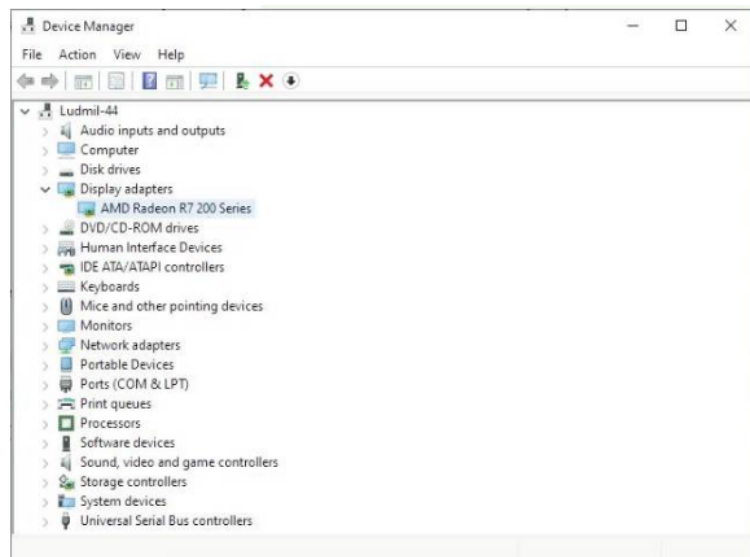 Device Manager
File Action View Help
Ludmil-44
Audio inputs and outputs
Computer
Disk drives
Display adapters
AMD Radeon R7 200 Series
DVD/CD-ROM drives
Human Interface Devices
IDE ATA/ATAPI controllers
Keyboards
Mice and other pointing devices
Monitors
Network adapters
Portable Devices
Ports (COM & LPT)
Print queues
Processors
Software devices
Sound, video and game controllers
Storage controllers
System devices
Universal Serial Bus controllers